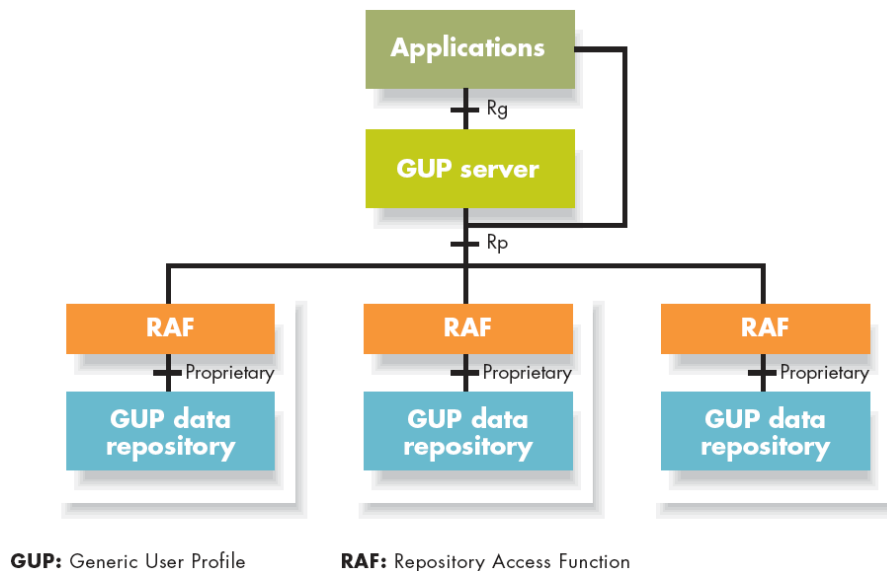 Applications
Rg
GUP server
Rp
RAF
RAF
RAF
Proprietary
Proprietary
Proprietary
GUP data
repository
GUP data
repository
GUP data
repository
GUP: Generic User Profile
RAF: Repository Access Function